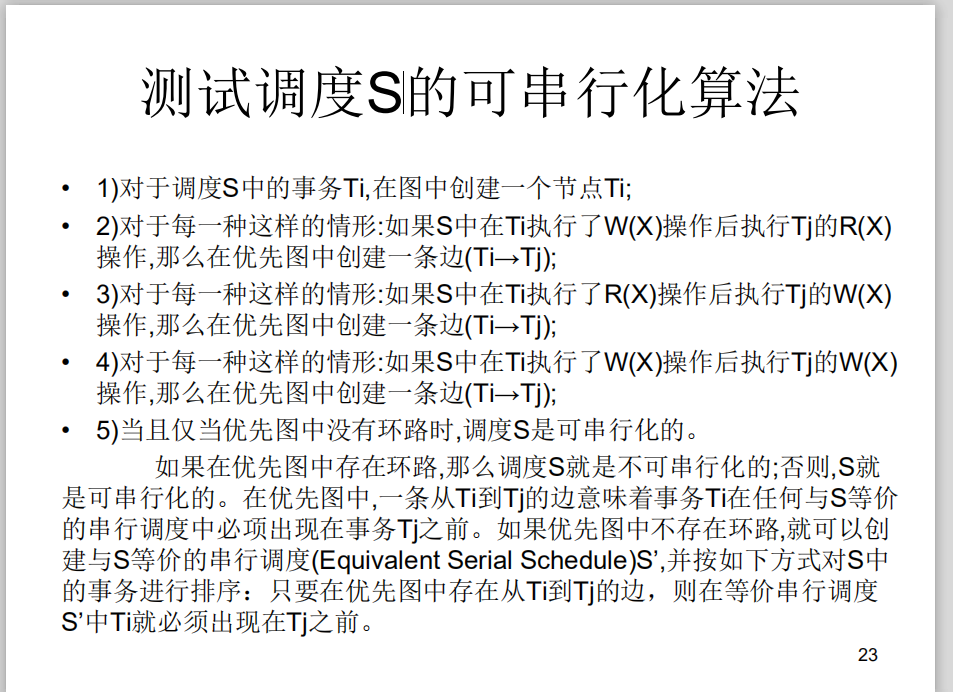 测试调度S的可串行化算法
• 1)对于调度S中的事务Ti,在图中创建一个节点Ti;
• 2)对于每一种这样的情形:如果S中在Ti执行了W(X)操作后执行Tj的R(X)
操作,那么在优先图中创建一条边(Ti→Tj);
• 3)对于每一种这样的情形:如果S中在Ti执行了R(X)操作后执行Tj的W(X)
操作,那么在优先图中创建一条边(Ti→Tj);
• 4)对于每一种这样的情形:如果S中在Ti执行了W(X)操作后执行Tj的W(X)
操作,那么在优先图中创建一条边(Ti→Tj);
• 5)当且仅当优先图中没有环路时,调度S是可串行化的。
如果在优先图中存在环路,那么调度S就是不可串行化的;否则,S就
是可串行化的。在优先图中,一条从Ti到Tj的边意味着事务Ti在任何与S等价
的串行调度中必项出现在事务Tj之前。如果优先图中不存在环路,就可以创
建与S等价的串行调度(Equivalent Serial Schedule)S’,并按如下方式对S中
的事务进行排序：只要在优先图中存在从Ti到Tj的边，则在等价串行调度
S’中Ti就必须出现在Tj之前。
23